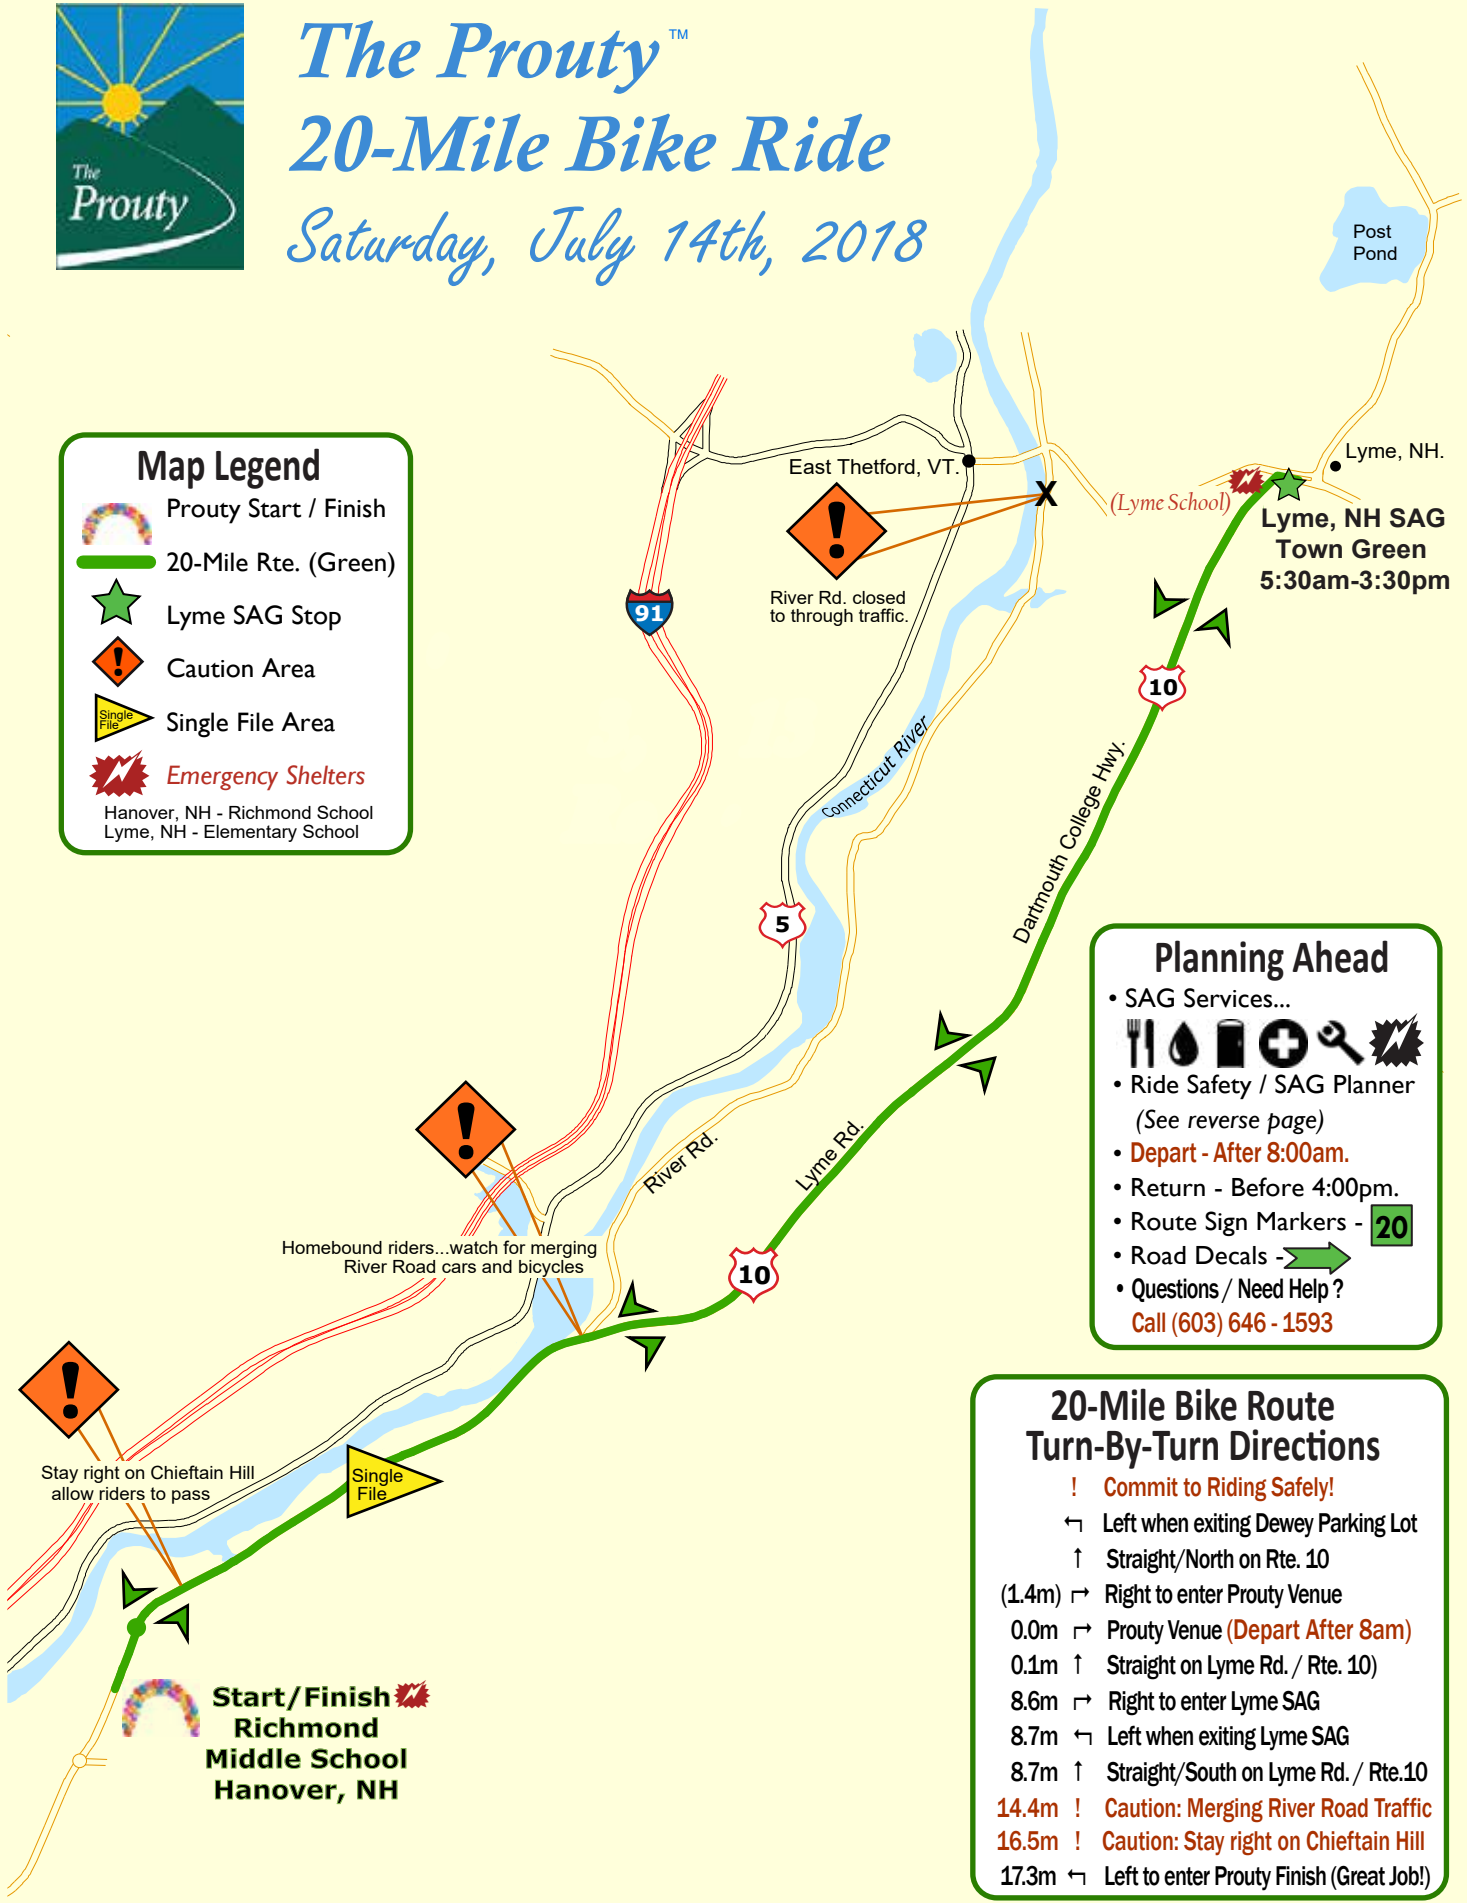 The Prouty™
20-Mile Bike Ride
Saturday, July 14th, 2018
The
Prouty
Post
Pond
Map Legend
Prouty Start / Finish
20-Mile Rte. (Green)
Lyme SAG Stop
Caution Area
Single
File
Single File Area
Emergency Shelters
Hanover, NH - Richmond School
Lyme, NH - Elementary School
East Thetford, VT.
River Rd. closed
to through traffic.
Lyme, NH.
(Lyme School)
Lyme, NH SAG
Town Green
5:30am-3:30pm
91
10
Connecticut River
Dartmouth College Hwy.
5
Planning Ahead
• SAG Services...
• Ride Safety / SAG Planner
(See reverse page)
• Depart - After 8:00am.
• Return - Before 4:00pm.
• Route Sign Markers - 20
• Road Decals -
• Questions / Need Help ?
Call (603) 646 - 1593
River Rd.
Lyme Rd.
10
Homebound riders...watch for merging
River Road cars and bicycles
Stay right on Chieftain Hill
allow riders to pass
Single
File
Start/Finish
Richmond
Middle School
Hanover, NH
20-Mile Bike Route
Turn-By-Turn Directions
! Commit to Riding Safely!
↰ Left when exiting Dewey Parking Lot
↑ Straight/North on Rte. 10
(1.4m) ↱ Right to enter Prouty Venue
0.0m ↱ Prouty Venue (Depart After 8am)
0.1m ↑ Straight on Lyme Rd. / Rte. 10)
8.6m ↱ Right to enter Lyme SAG
8.7m ↰ Left when exiting Lyme SAG
8.7m ↑ Straight/South on Lyme Rd. / Rte.10
14.4m ! Caution: Merging River Road Traffic
16.5m ! Caution: Stay right on Chieftain Hill
17.3m ↰ Left to enter Prouty Finish (Great Job!)